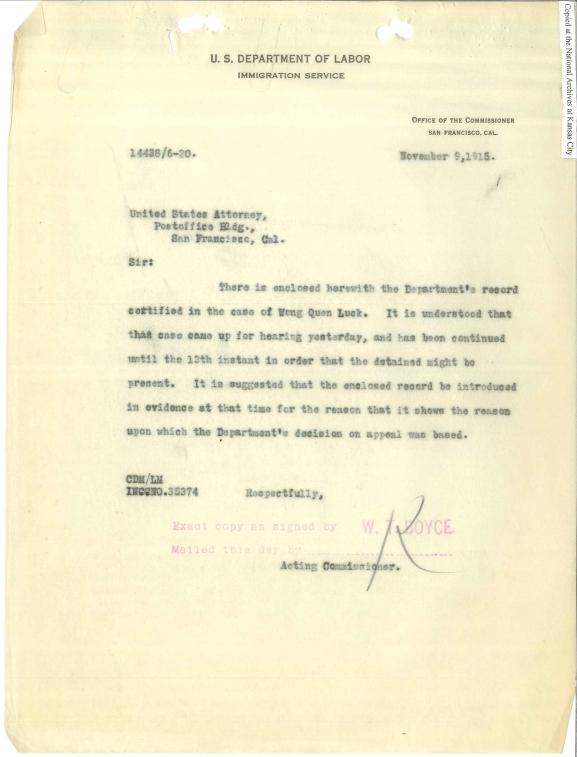 Copied at the National Archives at Kansas City
U. S. DEPARTMENT OF LABOR
IMMIGRATION SERVICE
OFFICE OF THE COMMISSIONER
SAN FRANCISCO, CAL.
14438/6-20.
November 9,1915.
United States Attorney,
Postoffice Bldg.,
San Francisco, Cal.
Sir:
There is enclosed herewith the Department's record
certified in the case of Wong Quen Luck. It is understood that
that case came up for hearing yesterday, and has been continued
until the 13th instant in order that the detained might be
present. It is suggested that the enclosed record be introduced
in evidence at that time for the reason that it shows the reason
upon which the Department's decision on appeal was based.
CDM/LM
INCGNO.35374
Respectfully,
Exact copy as signed by W. T. BOYCE
Mailed this day by
Acting Commissioner.